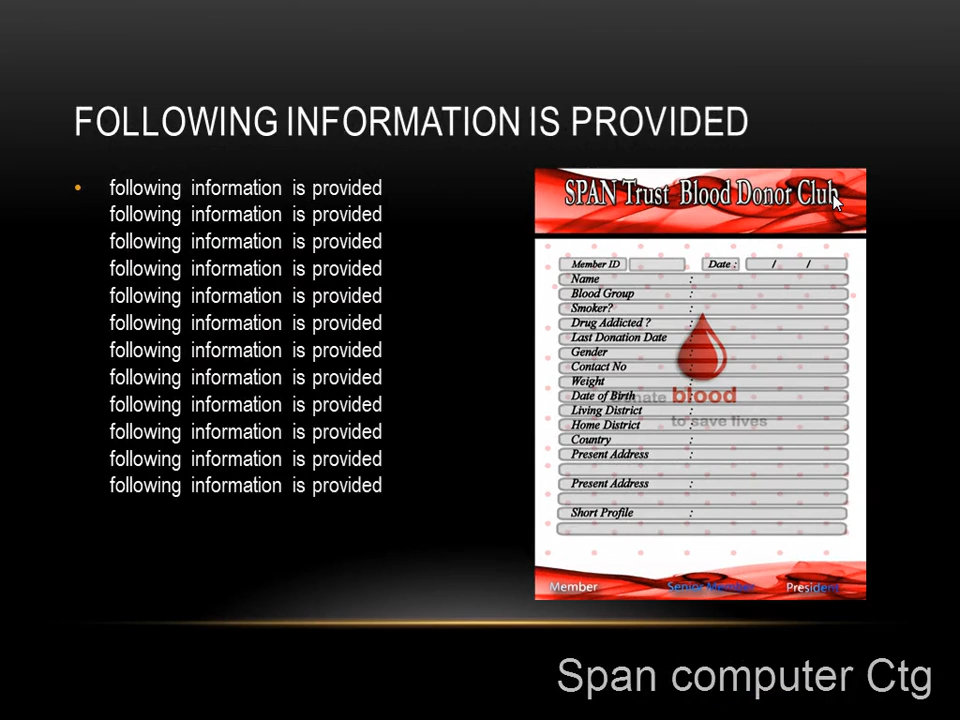 FOLLOWING INFORMATION IS PROVIDED
• following information is provided
following information is provided
following information is provided
following information is provided
following information is provided
following information is provided
following information is provided
following information is provided
following information is provided
following information is provided
following information is provided
following information is provided
SPAN Trust Blood Donor Club
Member ID Date : / /
Name :
Blood Group :
Smoker? :
Drug Addicted ? :
Last Donation Date :
Gender :
Contact No :
Weight :
Date of Birth :
Donate blood
to save lives
Living District :
Home District :
Country :
Present Address :
Present Address :
Short Profile :
Member Senior Member President
Span computer Ctg